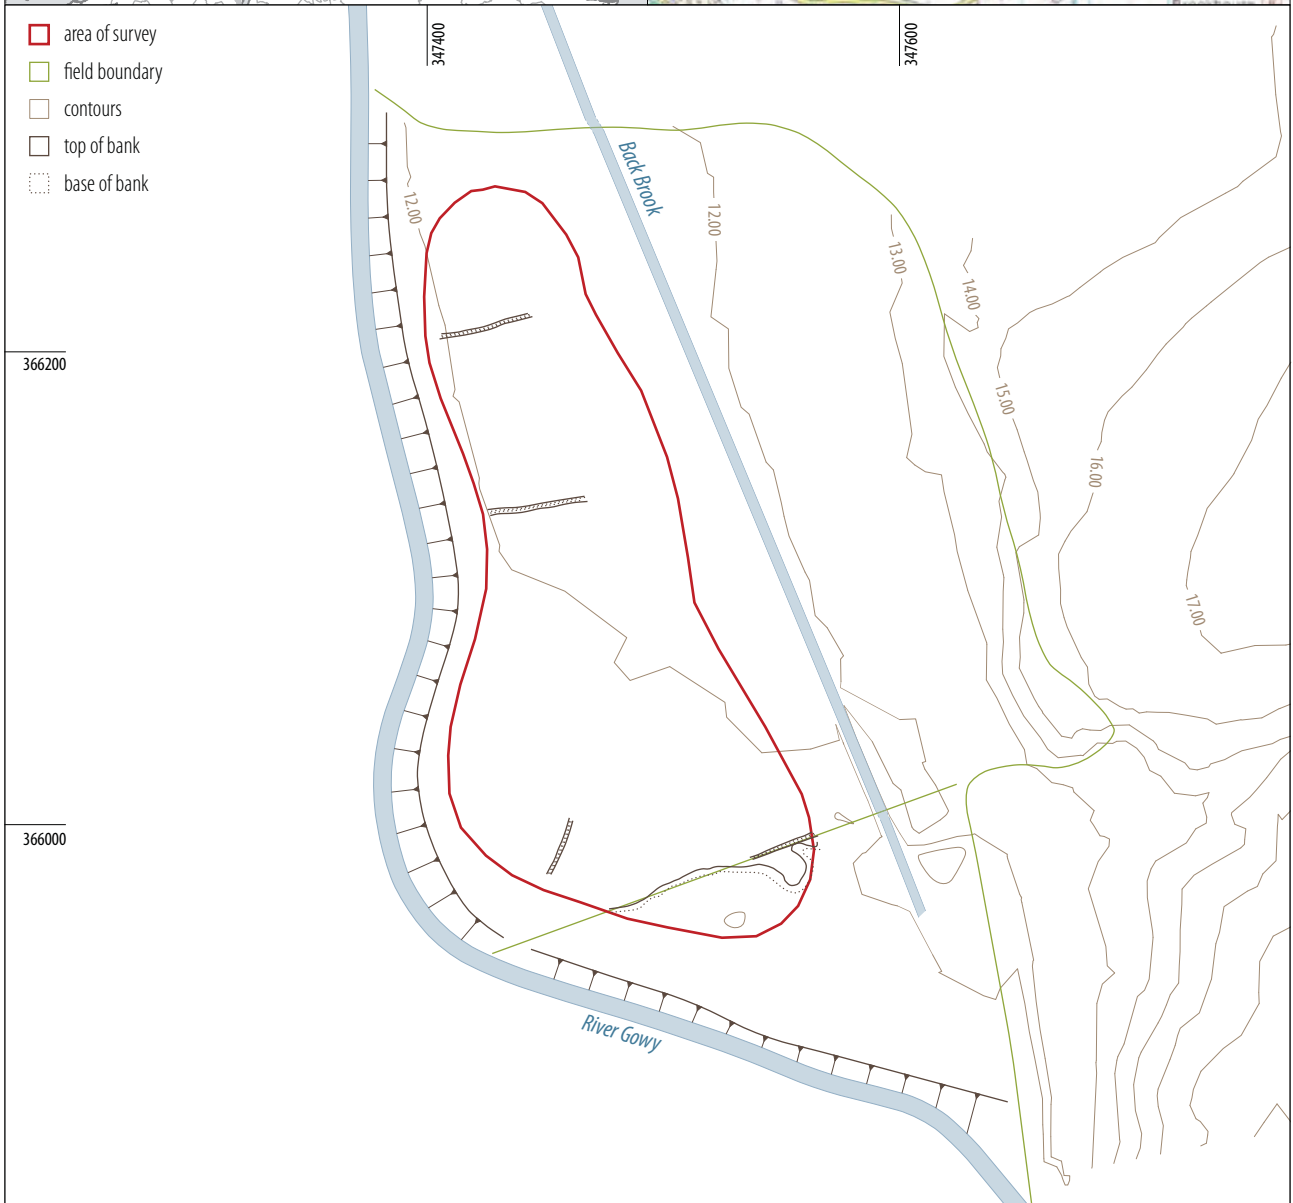 area of survey
field boundary
contours
top of bank
base of bank
347400
347600
Back Brook
12.00
12.00
13.00
14.00
366200
15.00
16.00
17.00
366000
River Gowy